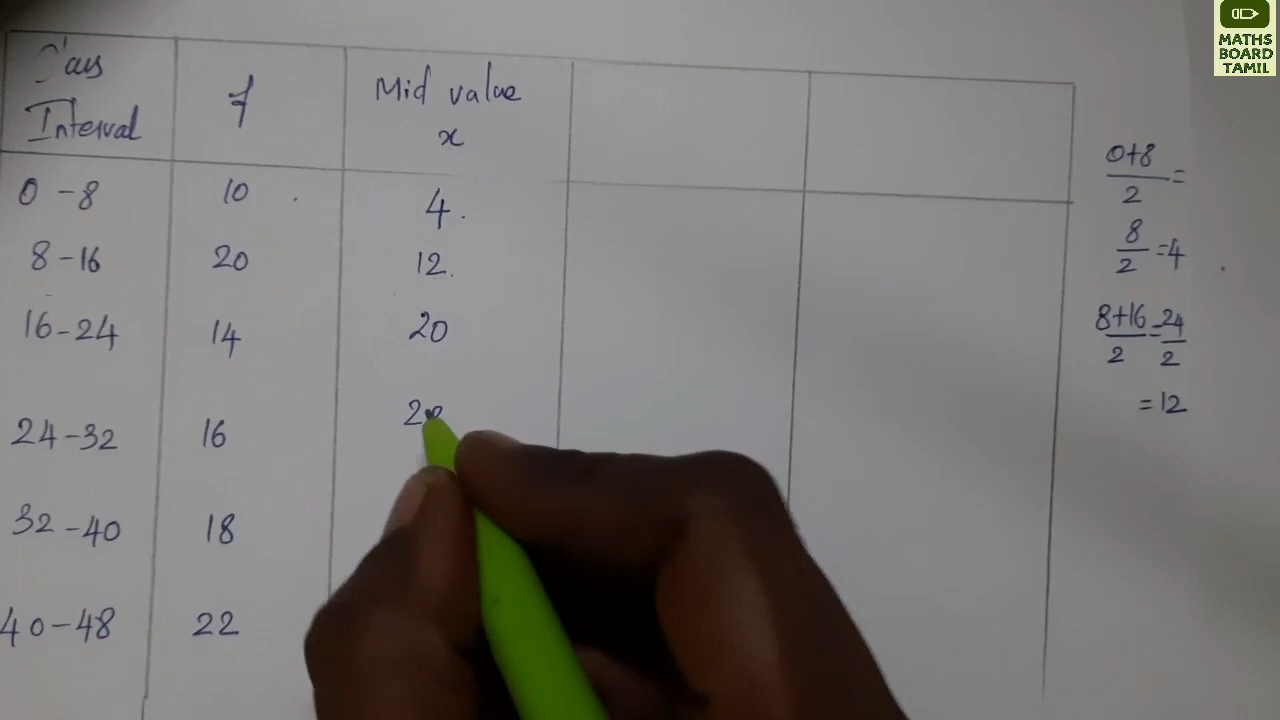 Class Interval f Mid value x
0-8 10 4
8-16 20 12
16-24 14 20
24-32 16
32-40 18
40-48 22
0+8/2 =
8/2 = 4
8+16/2 = 24/2
= 12
MATHS
BOARD
TAMIL